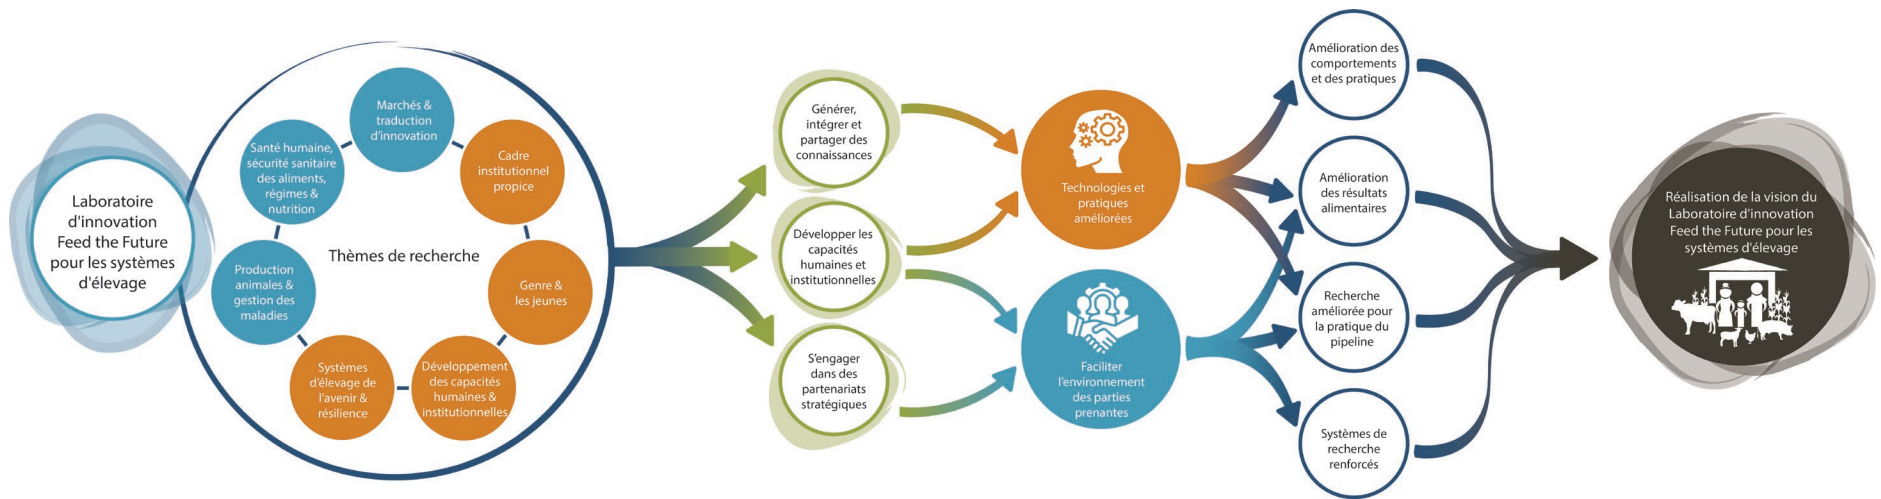 Laboratoire
d'innovation
Feed the Future
pour les systèmes
d'élevage
Thèmes de recherche
Marchés &
traduction
d'innovation
Cadre
institutionnel
propice
Genre &
les jeunes
Développement
des capacités
humaines &
institutionnelles
Systèmes
d'élevage de
l'avenir &
résilience
Production
animales &
gestion des
maladies
Santé humaine,
sécurité sanitaire
des aliments,
régimes &
nutrition
Générer,
intégrer et
partager des
connaissances
Développer les
capacités
humaines et
institutionnelles
S'engager
dans des
partenariats
stratégiques
Technologies et
pratiques
améliorées
Faciliter
l'environnement
des parties
prenantes
Amélioration des
comportements
et des pratiques
Amélioration
des résultats
alimentaires
Recherche
améliorée pour
la pratique du
pipeline
Systèmes de
recherche
renforcés
Réalisation de la vision du
Laboratoire d'innovation
Feed the Future pour les
systèmes d'élevage